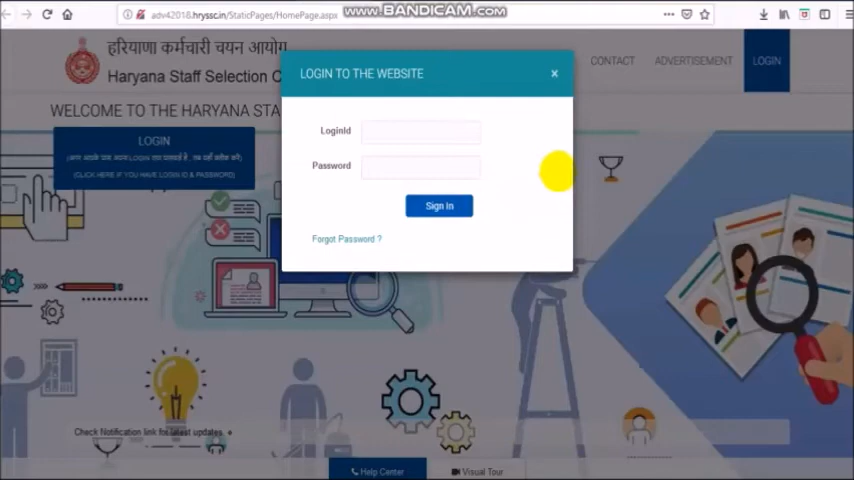 www.BANDICAM.com
adv42018.hryssc.in/StaticPages/HomePage.aspx
हरियाणा कर्मचारी चयन आयोग
Haryana Staff Selection C
CONTACT
ADVERTISEMENT
LOGIN
LOGIN TO THE WEBSITE
×
WELCOME TO THE HARYANA STA
LOGIN
(CLICK HERE IF YOU HAVE LOGIN ID & PASSWORD)
LoginId
Password
Sign In
Forgot Password ?
Check Notification link for latest updates.
Help Center
Visual Tour